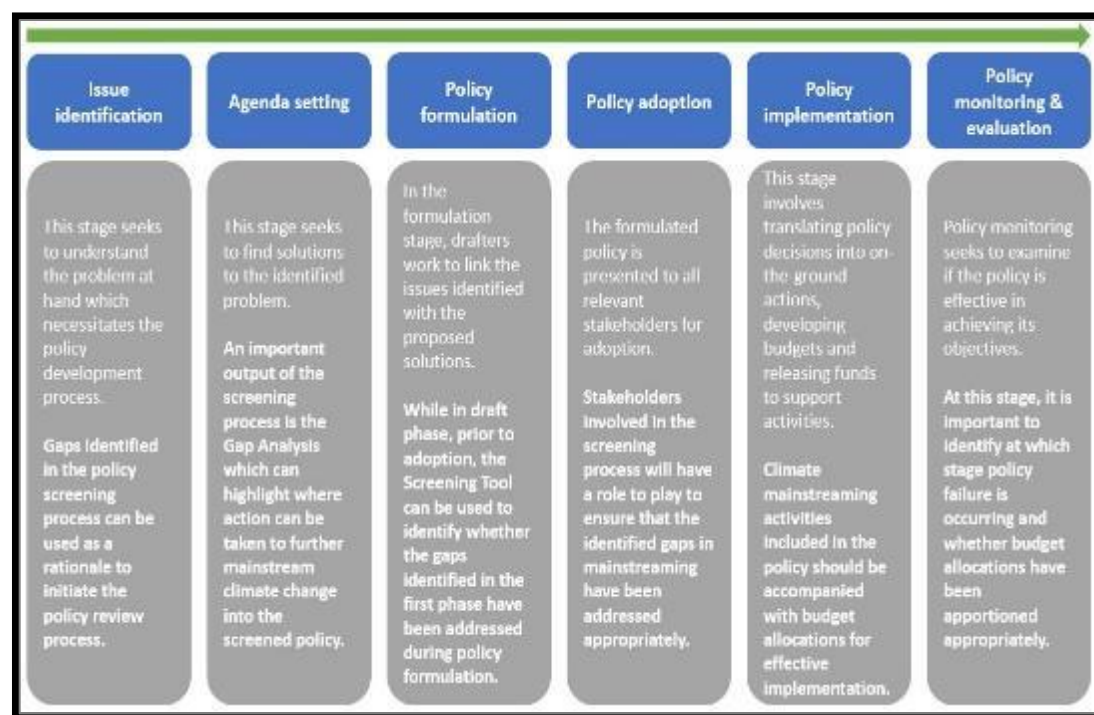 Issue
identification
Agenda setting
Policy
formulation
Policy adoption
Policy
implementation
Policy
monitoring &
evaluation
This stage seeks
to understand
the problem at
hand which
necessitates the
policy
development
process.
Gaps identified
in the policy
screening
process can be
used as a
rationale to
initiate the
policy review
process.
This stage seeks
to find solutions
to the identified
problem.
An important
output of the
screening
process is the
Gap Analysis
which can
highlight where
action can be
taken to further
mainstream
climate change
into the
screened policy.
In the
formulation
stage, drafters
work to link the
issues identified
with the
proposed
solutions.
While in draft
phase, prior to
adoption, the
Screening Tool
can be used to
identify whether
the gaps
identified in the
first phase have
been addressed
during policy
formulation.
The formulated
policy is
presented to all
relevant
stakeholders for
adoption.
Stakeholders
involved in the
screening
process will have
a role to play to
ensure that the
identified gaps in
mainstreaming
have been
addressed
appropriately.
This stage
involves
translating policy
decisions into on-
the ground
actions,
developing
budgets and
releasing funds
to support
activities.
Climate
mainstreaming
activities
included in the
policy should be
accompanied
with budget
allocations for
effective
implementation.
Policy monitoring
seeks to examine
if the policy is
effective in
achieving its
objectives.
At this stage, it is
important to
identify at which
stage policy
failure is
occurring and
whether budget
allocations have
been
apportioned
appropriately.